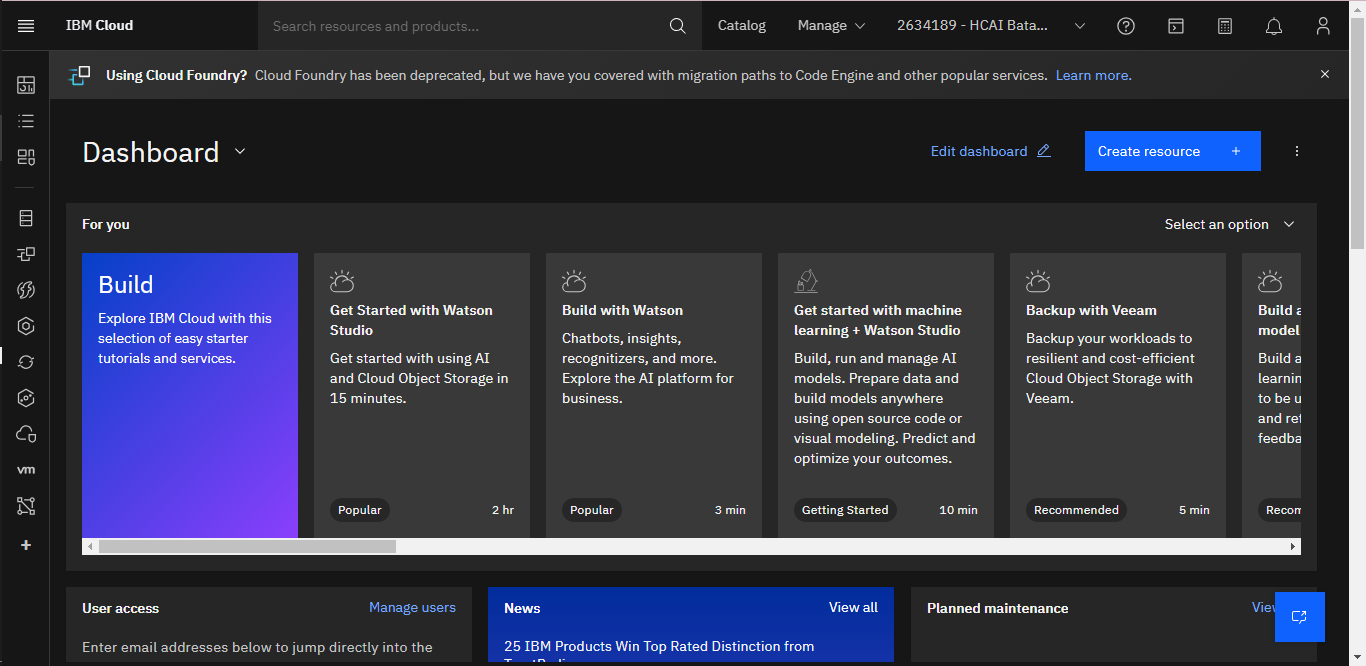 IBM Cloud
Search resources and products...
Catalog
Manage
2634189 - HCAI Bata...
Using Cloud Foundry? Cloud Foundry has been deprecated, but we have you covered with migration paths to Code Engine and other popular services. Learn more.
Dashboard
Edit dashboard
Create resource +
For you
Select an option
Build
Explore IBM Cloud with this
selection of easy starter
tutorials and services.
Get Started with Watson
Studio
Get started with using AI
and Cloud Object Storage in
15 minutes.
Popular
2 hr
Build with Watson
Chatbots, insights,
recognitizers, and more.
Explore the AI platform for
business.
Popular
3 min
Get started with machine
learning + Watson Studio
Build, run and manage AI
models. Prepare data and
build models anywhere
using open source code or
visual modeling. Predict and
optimize your outcomes.
Getting Started
10 min
Backup with Veeam
Backup your workloads to
resilient and cost-efficient
Cloud Object Storage with
Veeam.
Recommended
5 min
Build a
model
Build a
learnin
to be u
and ret
feedba
Recom
vm
User access
Manage users
Enter email addresses below to jump directly into the
News
View all
25 IBM Products Win Top Rated Distinction from
Planned maintenance